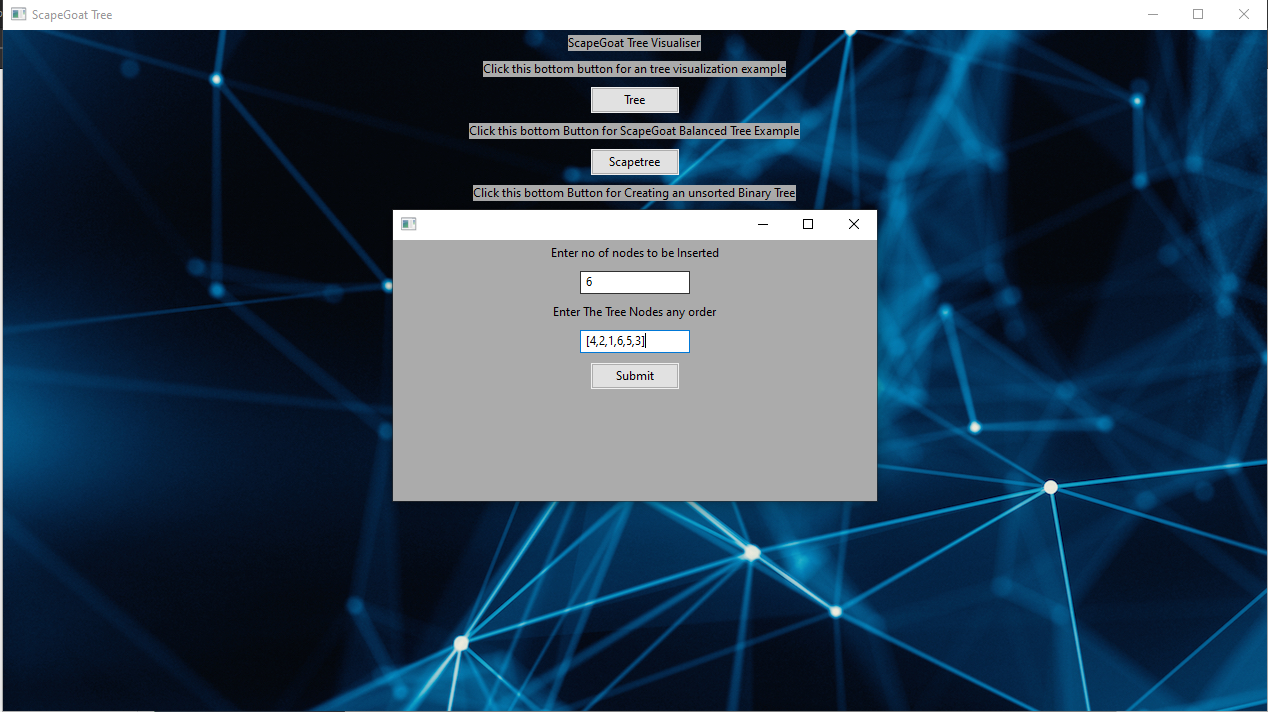 ScapeGoat Tree
ScapeGoat Tree Visualiser
Click this bottom button for an tree visualization example
Tree
Click this bottom Button for ScapeGoat Balanced Tree Example
Scapetree
Click this bottom Button for Creating an unsorted Binary Tree
Enter no of nodes to be Inserted
6
Enter The Tree Nodes any order
[4,2,1,6,5,3]
Submit